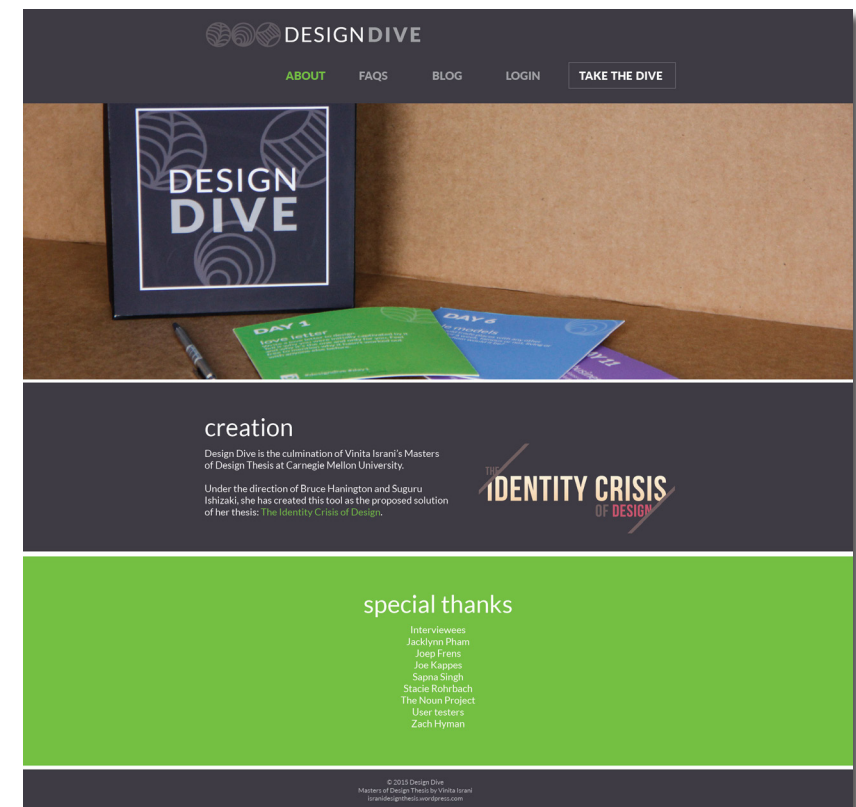 DESIGNDIVE
ABOUT FAQS BLOG LOGIN TAKE THE DIVE
DESIGN
DIVE
DAY 1
love letter
DAY 6
DAY 11
creation
Design Dive is the culmination of Vinita Israni's Masters
of Design Thesis at Carnegie Mellon University.
Under the direction of Bruce Hanington and Suguru
Ishizaki, she has created this tool as the proposed solution
of her thesis: The Identity Crisis of Design.
THE
IDENTITY CRISIS
OF DESIGN
special thanks
Interviewees
Jacklynn Pham
Joep Frens
Joe Kappes
Sapna Singh
Stacie Rohrbach
The Noun Project
User testers
Zach Hyman
© 2015 Design Dive
Masters of Design Thesis by Vinita Israni
isranidesignthesis.wordpress.com